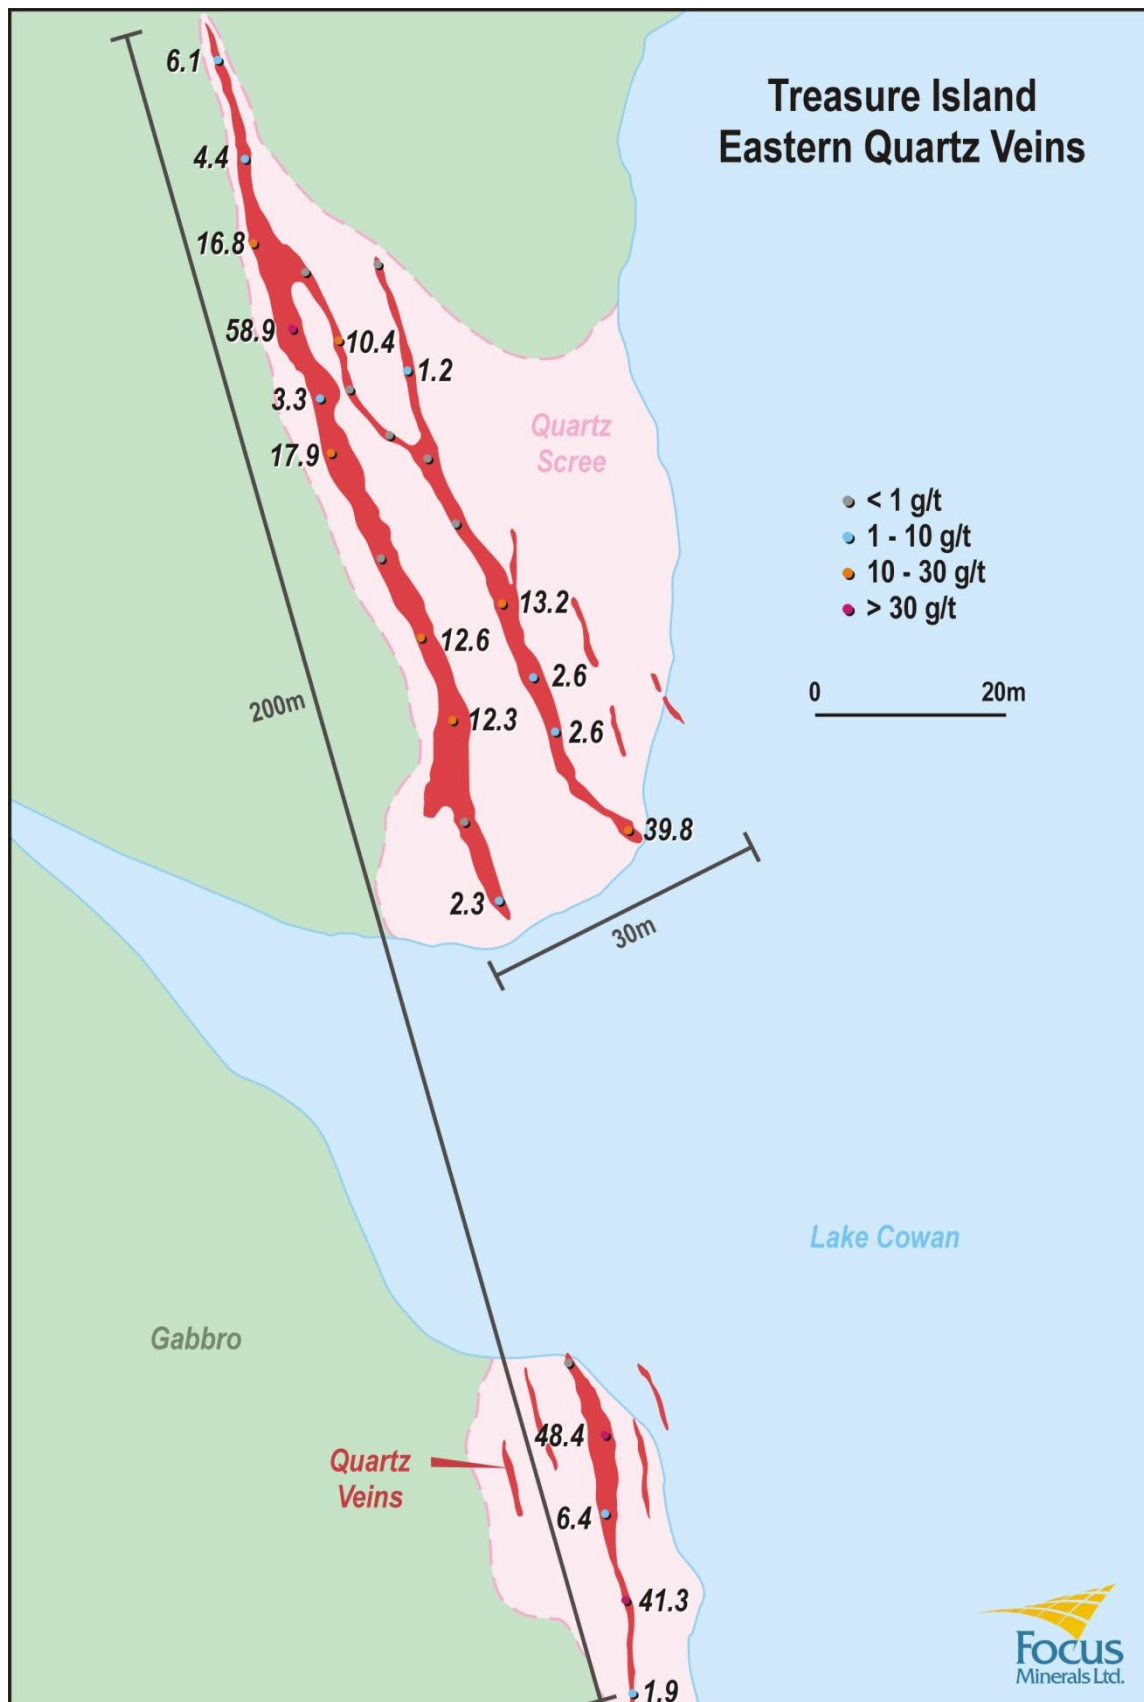 Treasure Island
Eastern Quartz Veins
6.1
4.4
16.8
58.9
10.4
1.2
3.3
17.9
Quartz
Scree
< 1 g/t
1 - 10 g/t
10 - 30 g/t
> 30 g/t
13.2
12.6
2.6
0 20m
200m
12.3
2.6
39.8
2.3
30m
Lake Cowan
Gabbro
48.4
Quartz
Veins
6.4
41.3
1.9
Focus
Minerals Ltd.